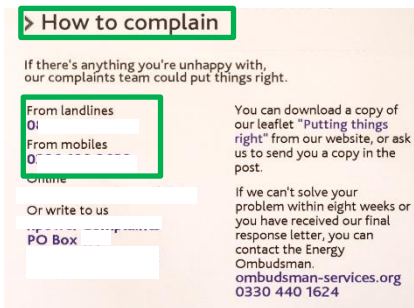 > How to complain
If there's anything you're unhappy with,
our complaints team could put things right.
From landlines
From mobiles
Online
Or write to us
PO Box
You can download a copy of
our leaflet "Putting things
right" from our website, or ask
us to send you a copy in the
post.
If we can't solve your
problem within eight weeks or
you have received our final
response letter, you can
contact the Energy
Ombudsman.
ombudsman-services.org
0330 440 1624